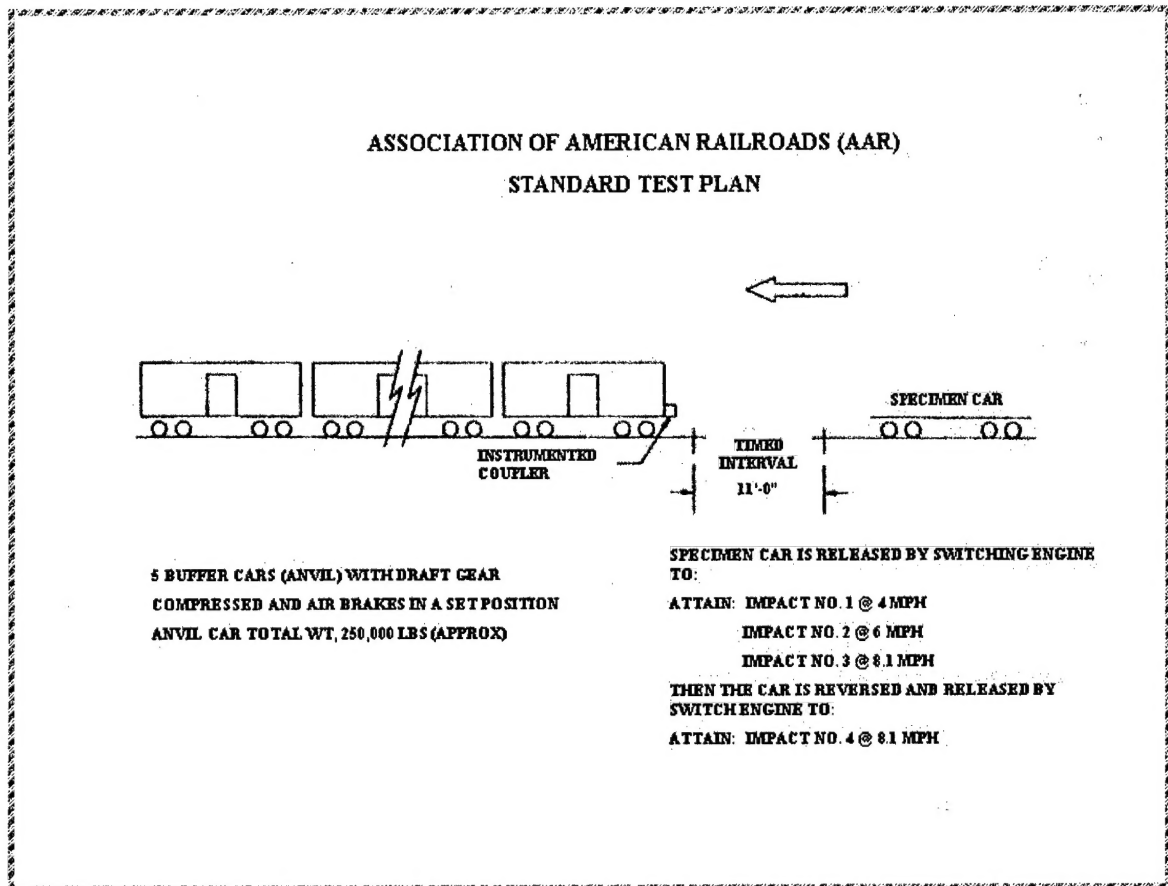 ASSOCIATION OF AMERICAN RAILROADS (AAR)
STANDARD TEST PLAN
SPECIMEN CAR
INSTRUMENTED
COUPLER
TIMED
INTERVAL
11'-0"
5 BUFFER CARS (ANVIL) WITH DRAFT GEAR
COMPRESSED AND AIR BRAKES IN A SET POSITION
ANVIL CAR TOTAL WT, 250,000 LBS (APPROX)
SPECIMEN CAR IS RELEASED BY SWITCHING ENGINE
TO:
ATTAIN: IMPACT NO. 1 @ 4 MPH
IMPACT NO. 2 @ 6 MPH
IMPACT NO. 3 @ 8.1 MPH
THEN THE CAR IS REVERSED AND RELEASED BY
SWITCH ENGINE TO:
ATTAIN: IMPACT NO. 4 @ 8.1 MPH